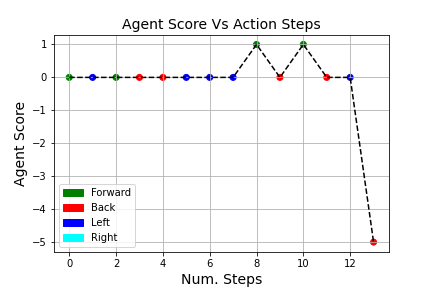 Agent Score Vs Action Steps
1
0
−1
−2
−3
−4
−5
Agent Score
Forward
Back
Left
Right
0 2 4 6 8 10 12
Num. Steps